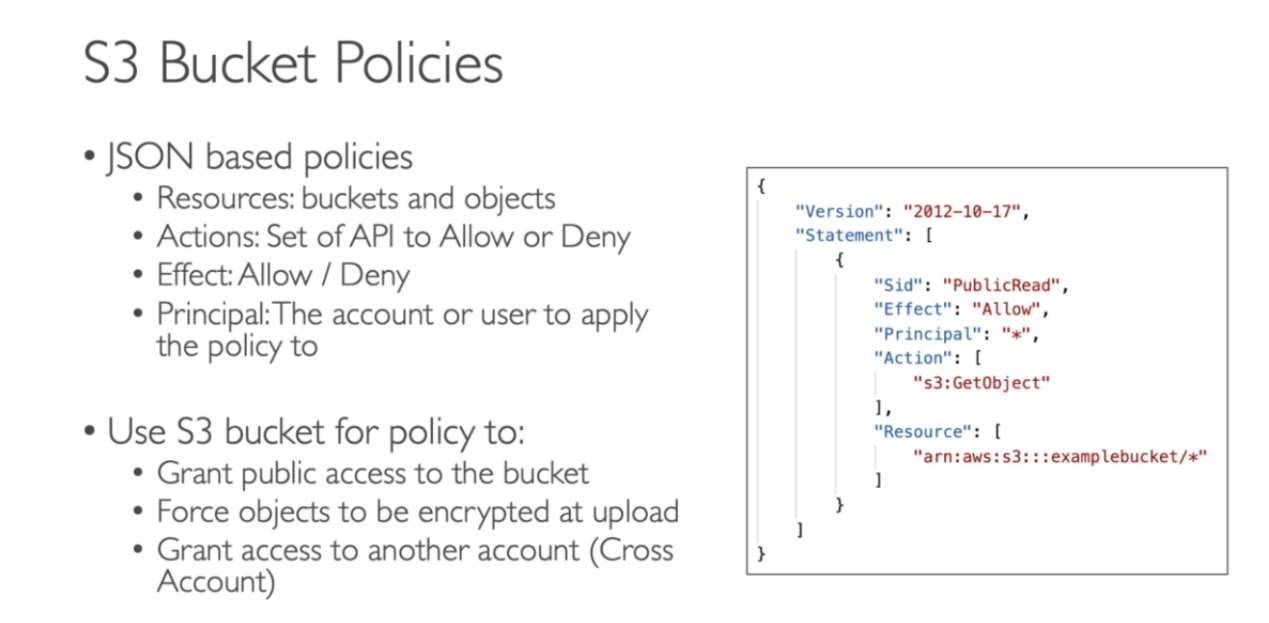 S3 Bucket Policies
• JSON based policies
• Resources: buckets and objects
• Actions: Set of API to Allow or Deny
• Effect: Allow / Deny
• Principal: The account or user to apply
the policy to
• Use S3 bucket for policy to:
• Grant public access to the bucket
• Force objects to be encrypted at upload
• Grant access to another account (Cross
Account)
{
"Version": "2012-10-17",
"Statement": [
{
"Sid": "PublicRead",
"Effect": "Allow",
"Principal": "*",
"Action": [
"s3:GetObject"
],
"Resource": [
"arn:aws:s3:::examplebucket/*"
]
}
]
}